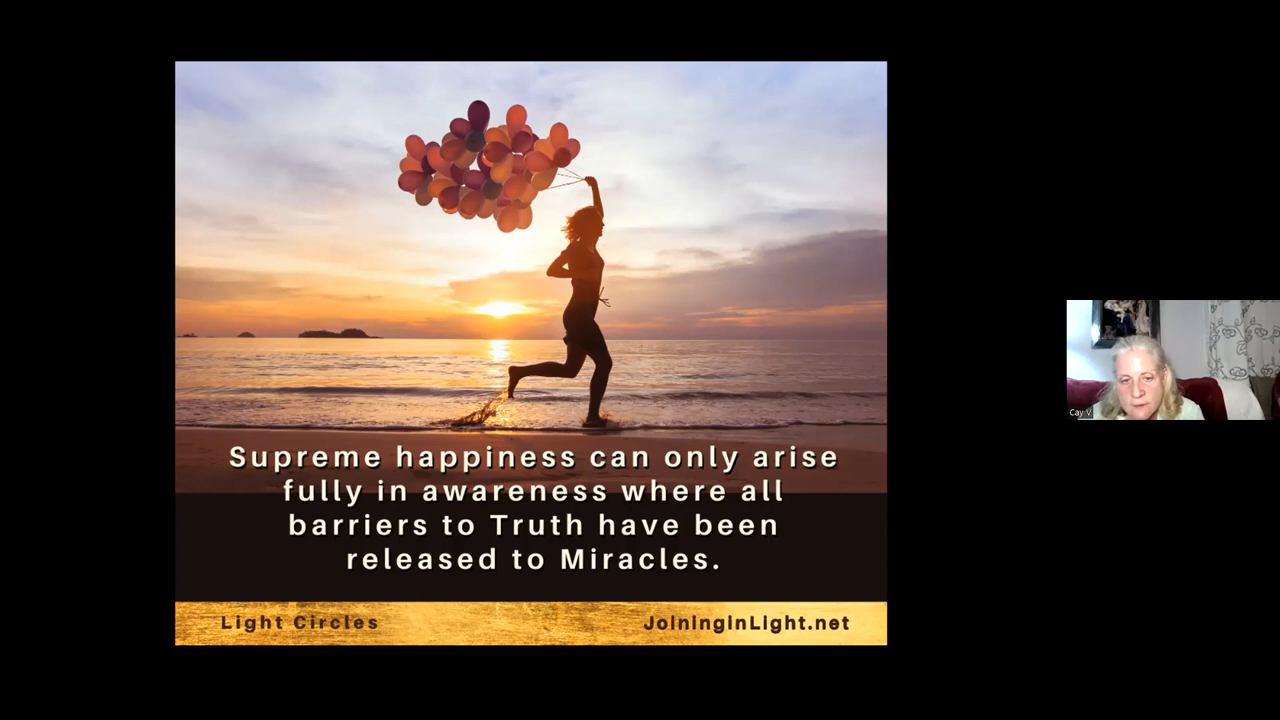 Supreme happiness can only arise
fully in awareness where all
barriers to Truth have been
released to Miracles.
Light Circles
JoiningInLight.net
Cay V